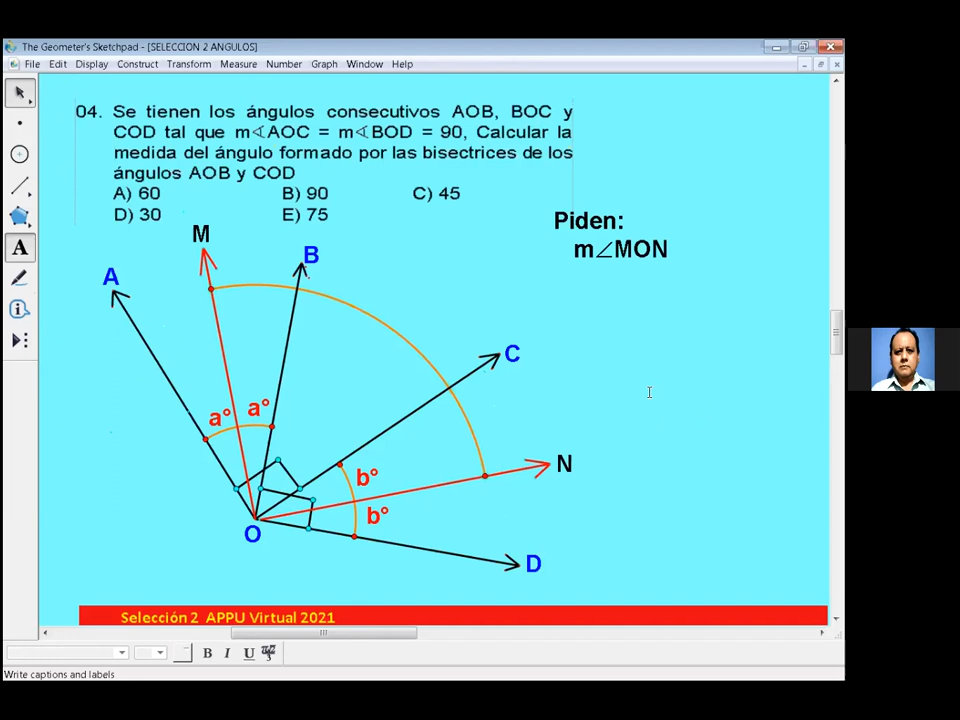 The Geometer's Sketchpad - [SELECCION 2 ANGULOS]
File Edit Display Construct Transform Measure Number Graph Window Help
04. Se tienen los ángulos consecutivos AOB, BOC y
COD tal que m∢AOC = m∢BOD = 90, Calcular la
medida del ángulo formado por las bisectrices de los
ángulos AOB y COD
A) 60 B) 90 C) 45
D) 30 E) 75
Piden:
m∠MON
M
B
A
C
a° a°
N
b°
b°
O
D
Selección 2 APPU Virtual 2021
B I U
Write captions and labels